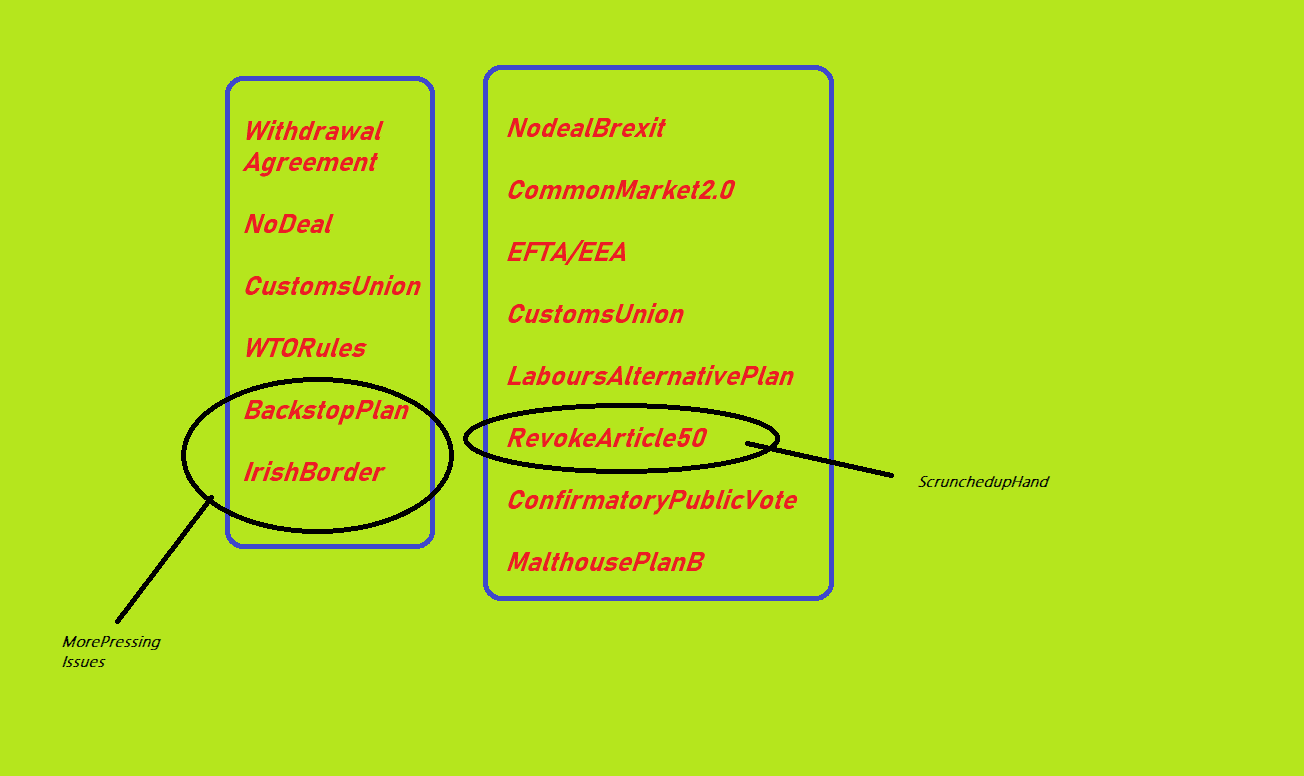 Withdrawal
Agreement
NoDeal
CustomsUnion
WTORules
BackstopPlan
IrishBorder
MorePressing
Issues
NodealBrexit
CommonMarket2.0
EFTA/EEA
CustomsUnion
LaboursAlternativePlan
RevokeArticle50
ConfirmatoryPublicVote
MalthousePlanB
ScrunchedupHand